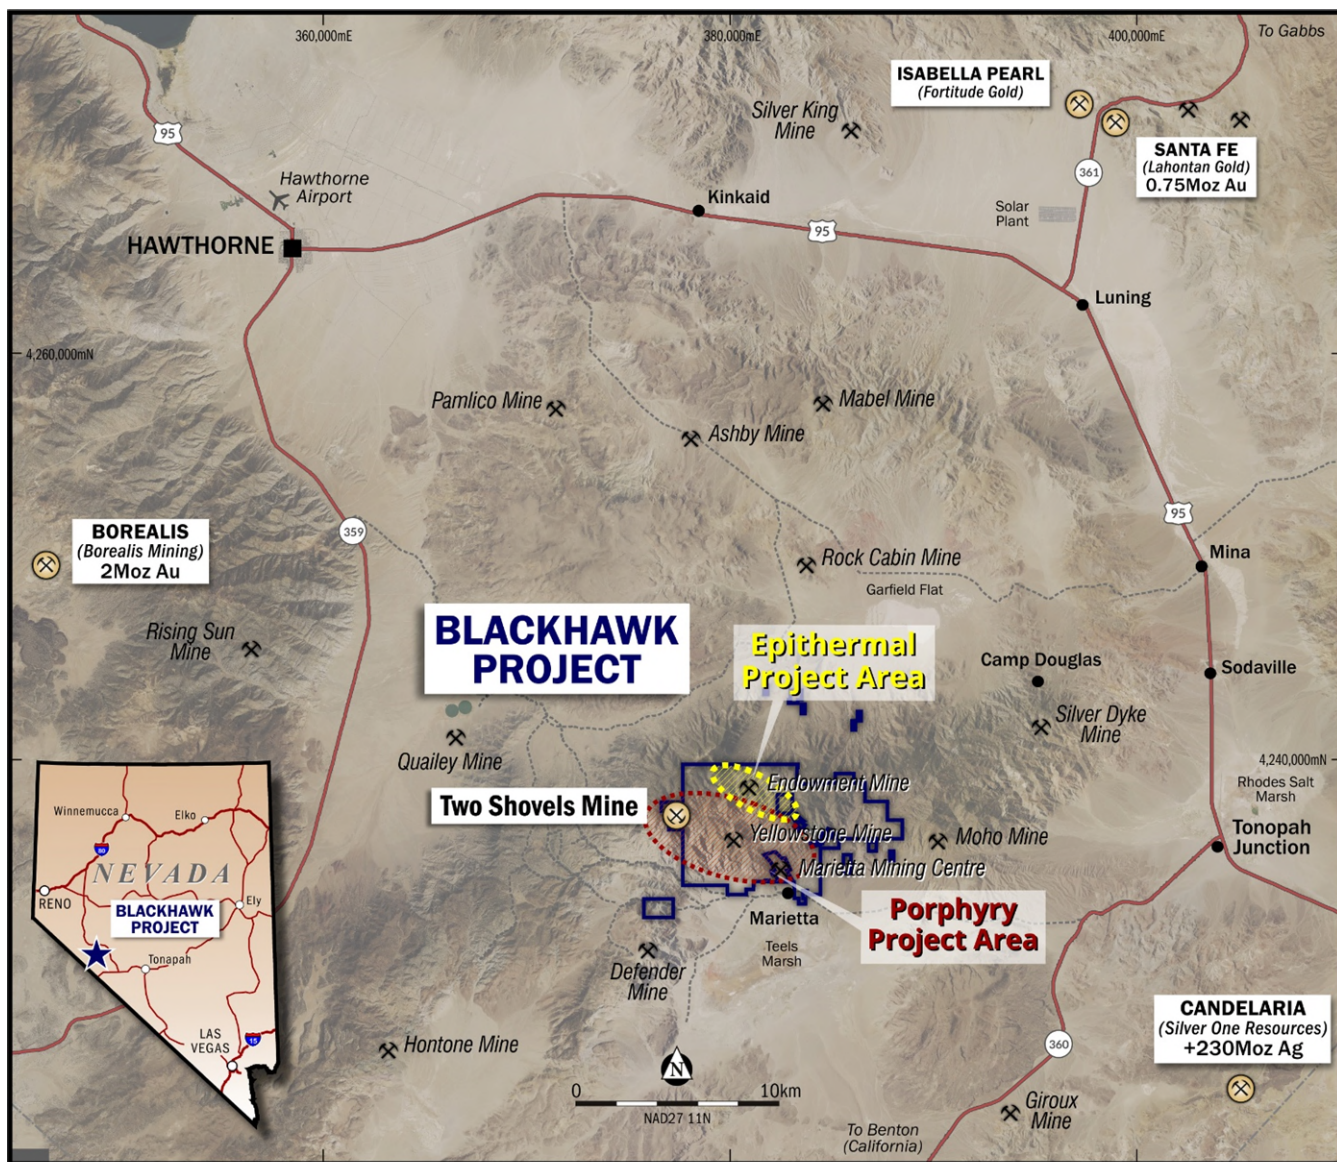 360,000mE
380,000mE
400,000mE
To Gabbs
ISABELLA PEARL
(Fortitude Gold)
Silver King
Mine
95
SANTA FE
(Lahontan Gold)
0.75Moz Au
361
Hawthorne
Airport
Kinkaid
Solar
Plant
95
HAWTHORNE
Luning
4,260,000mN
Pamlico Mine
Mabel Mine
Ashby Mine
95
BOREALIS
(Borealis Mining)
2Moz Au
359
Mina
Rock Cabin Mine
Garfield Flat
Rising Sun
Mine
BLACKHAWK
PROJECT
Epithermal
Project Area
Camp Douglas
Sodaville
Silver Dyke
Mine
Quailey Mine
4,240,000mN
Endowment Mine
Rhodes Salt
Marsh
Two Shovels Mine
Yellowstone Mine
Moho Mine
Tonopah
Junction
Marietta Mining Centre
Marietta
Porphyry
Project Area
Teels
Marsh
Defender
Mine
Hontone Mine
CANDELARIA
(Silver One Resources)
+230Moz Ag
360
N
0 10km
NAD27 11N
Giroux
Mine
To Benton
(California)
Winnemucca
Elko
80
NEVADA
RENO
Ely
BLACKHAWK
PROJECT
Tonapah
LAS
VEGAS
15